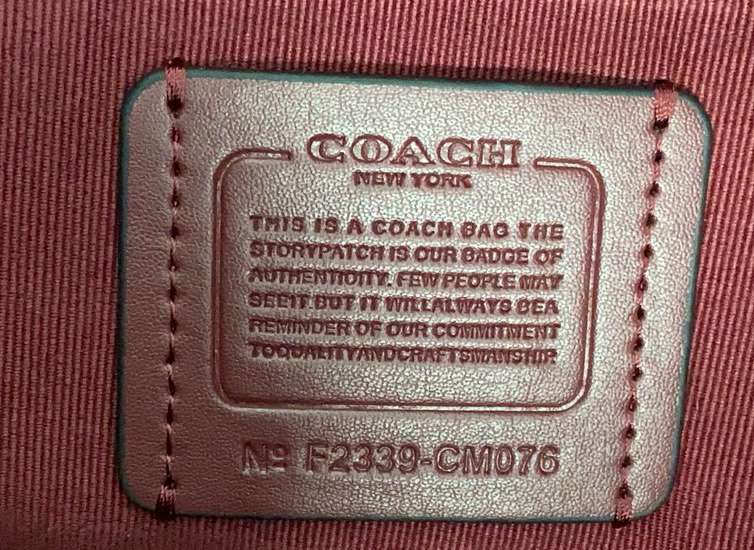 COACH
NEW YORK
THIS IS A COACH BAG THE
STORYPATCH IS OUR BADGE OF
AUTHENTICITY. FEW PEOPLE MAY
SEEIT BUT IT WILLALWAYS BEA
REMINDER OF OUR COMMITMENT
TOQUALITYANDCRAFTSMANSHIP.
Nº F2339-CM076